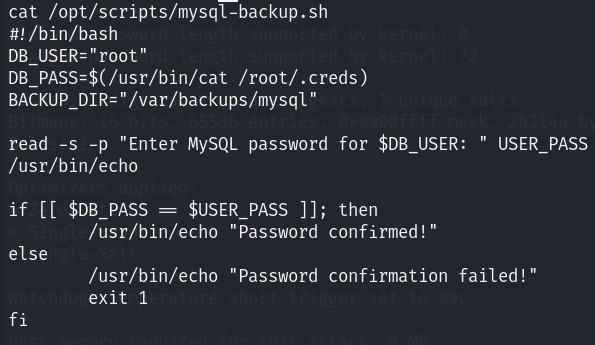 cat /opt/scripts/mysql-backup.sh
#!/bin/bash
DB_USER="root"
DB_PASS=$(/usr/bin/cat /root/.creds)
BACKUP_DIR="/var/backups/mysql"
read -s -p "Enter MySQL password for $DB_USER: " USER_PASS
/usr/bin/echo
if [[ $DB_PASS == $USER_PASS ]]; then
        /usr/bin/echo "Password confirmed!"
else
        /usr/bin/echo "Password confirmation failed!"
        exit 1
fi